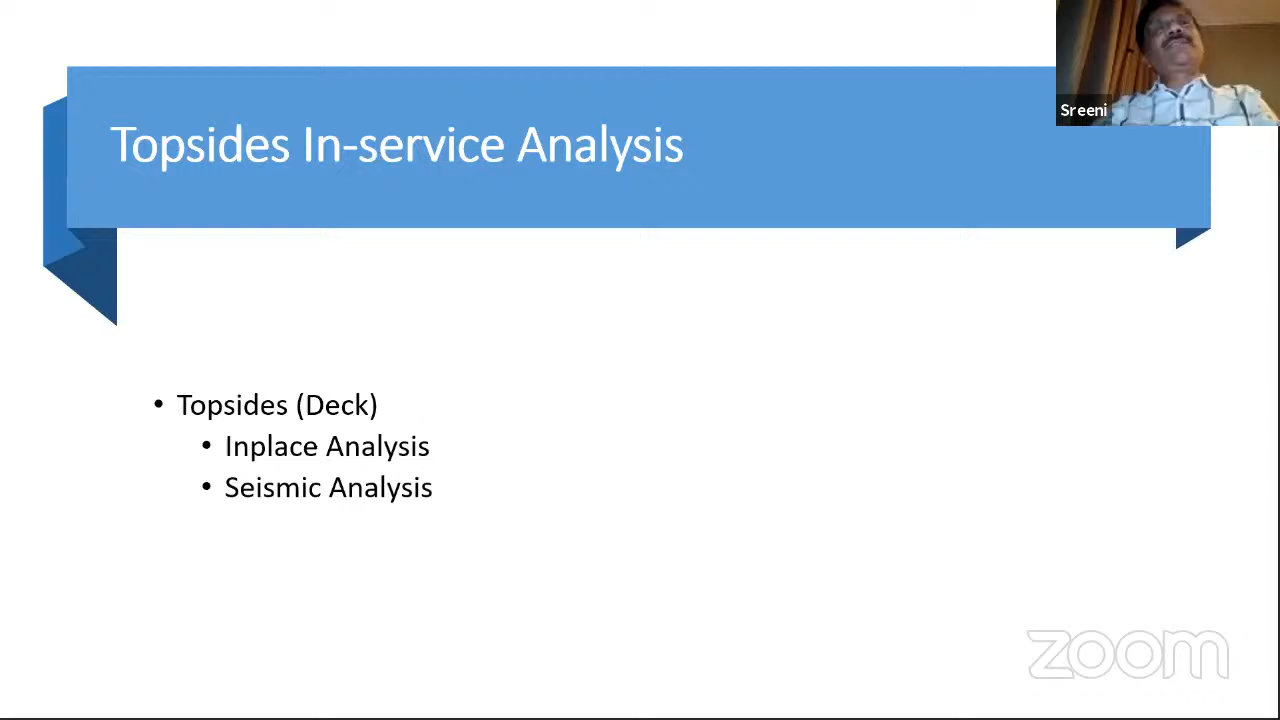 Sreeni
Topsides In-service Analysis
• Topsides (Deck)
• Inplace Analysis
• Seismic Analysis
zoom